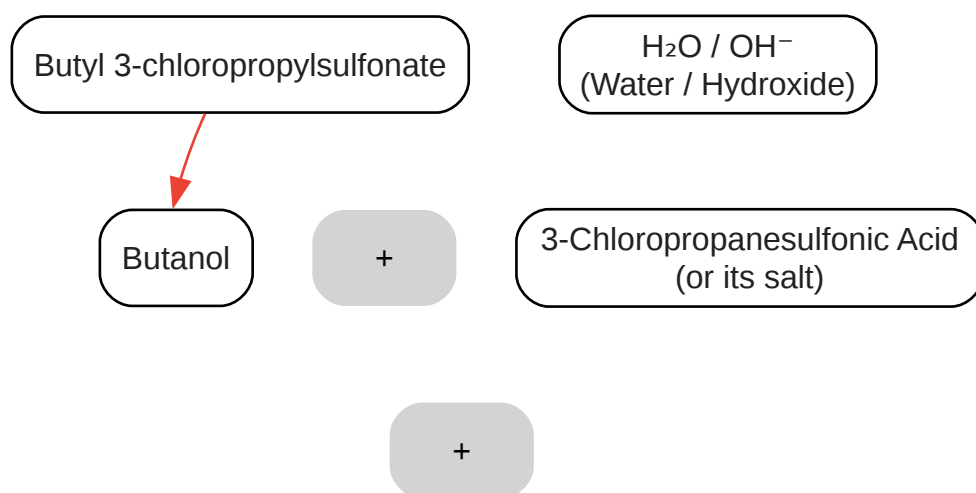 Butyl 3-chloropropylsulfonate
H₂O / OH⁻
(Water / Hydroxide)
Butanol
+
3-Chloropropanesulfonic Acid
(or its salt)
+